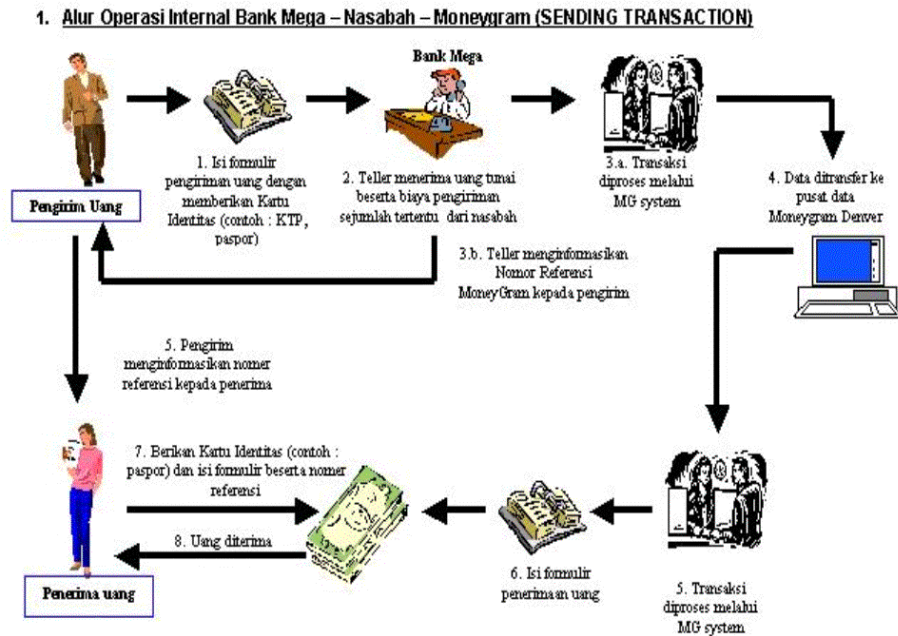 1. Alur Operasi Internal Bank Mega – Nasabah – Moneygram (SENDING TRANSACTION)
Bank Mega
Pengirim Uang
1. Isi formulir
pengiriman uang dengan
memberikan Kartu
Identitas (contoh : KTP,
paspor)
2. Teller menerima uang tunai
beserta biaya pengiriman
sejumlah tertentu dari nasabah
3.a. Transaksi
diproses melalui
MG system
4. Data ditransfer ke
pusat data
Moneygram Denver
3.b. Teller menginformasikan
Nomor Referensi
MoneyGram kepada pengirim
5. Pengirim
menginformasikan nomer
referensi kepada penerima
7. Berikan Kartu Identitas (contoh :
paspor) dan isi formulir beserta nomer
referensi
8. Uang diterima
Penerima uang
6. Isi formulir
penerimaan uang
5. Transaksi
diproses melalui
MG system